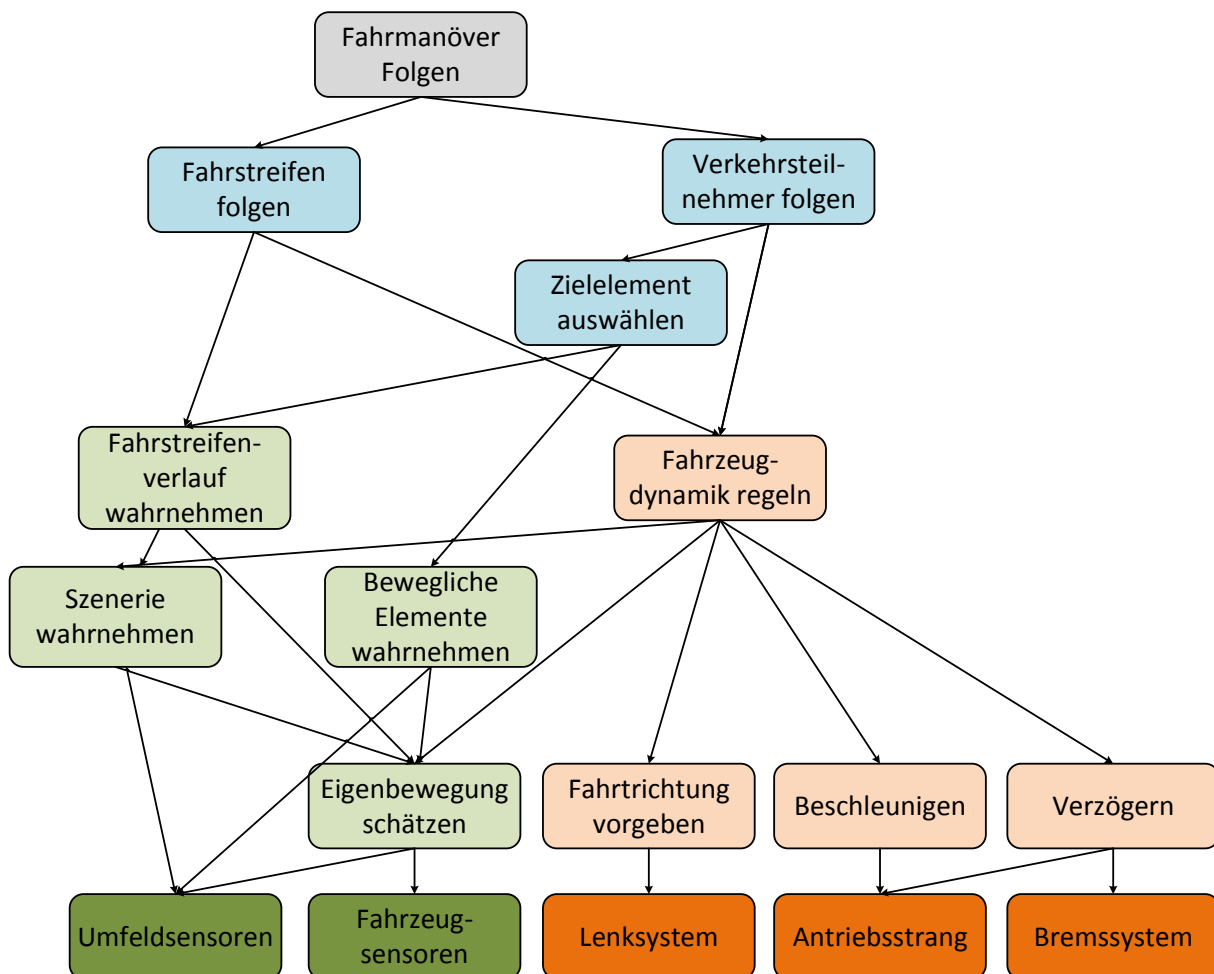 Fahrmanöver
Folgen
Fahrstreifen
folgen
Verkehrsteil-
nehmer folgen
Zielelement
auswählen
Fahrstreifen-
verlauf
wahrnehmen
Fahrzeug-
dynamik regeln
Szenerie
wahrnehmen
Bewegliche
Elemente
wahrnehmen
Eigenbewegung
schätzen
Fahrtrichtung
vorgeben
Beschleunigen
Verzögern
Umfeldsensoren
Fahrzeug-
sensoren
Lenksystem
Antriebsstrang
Bremssystem